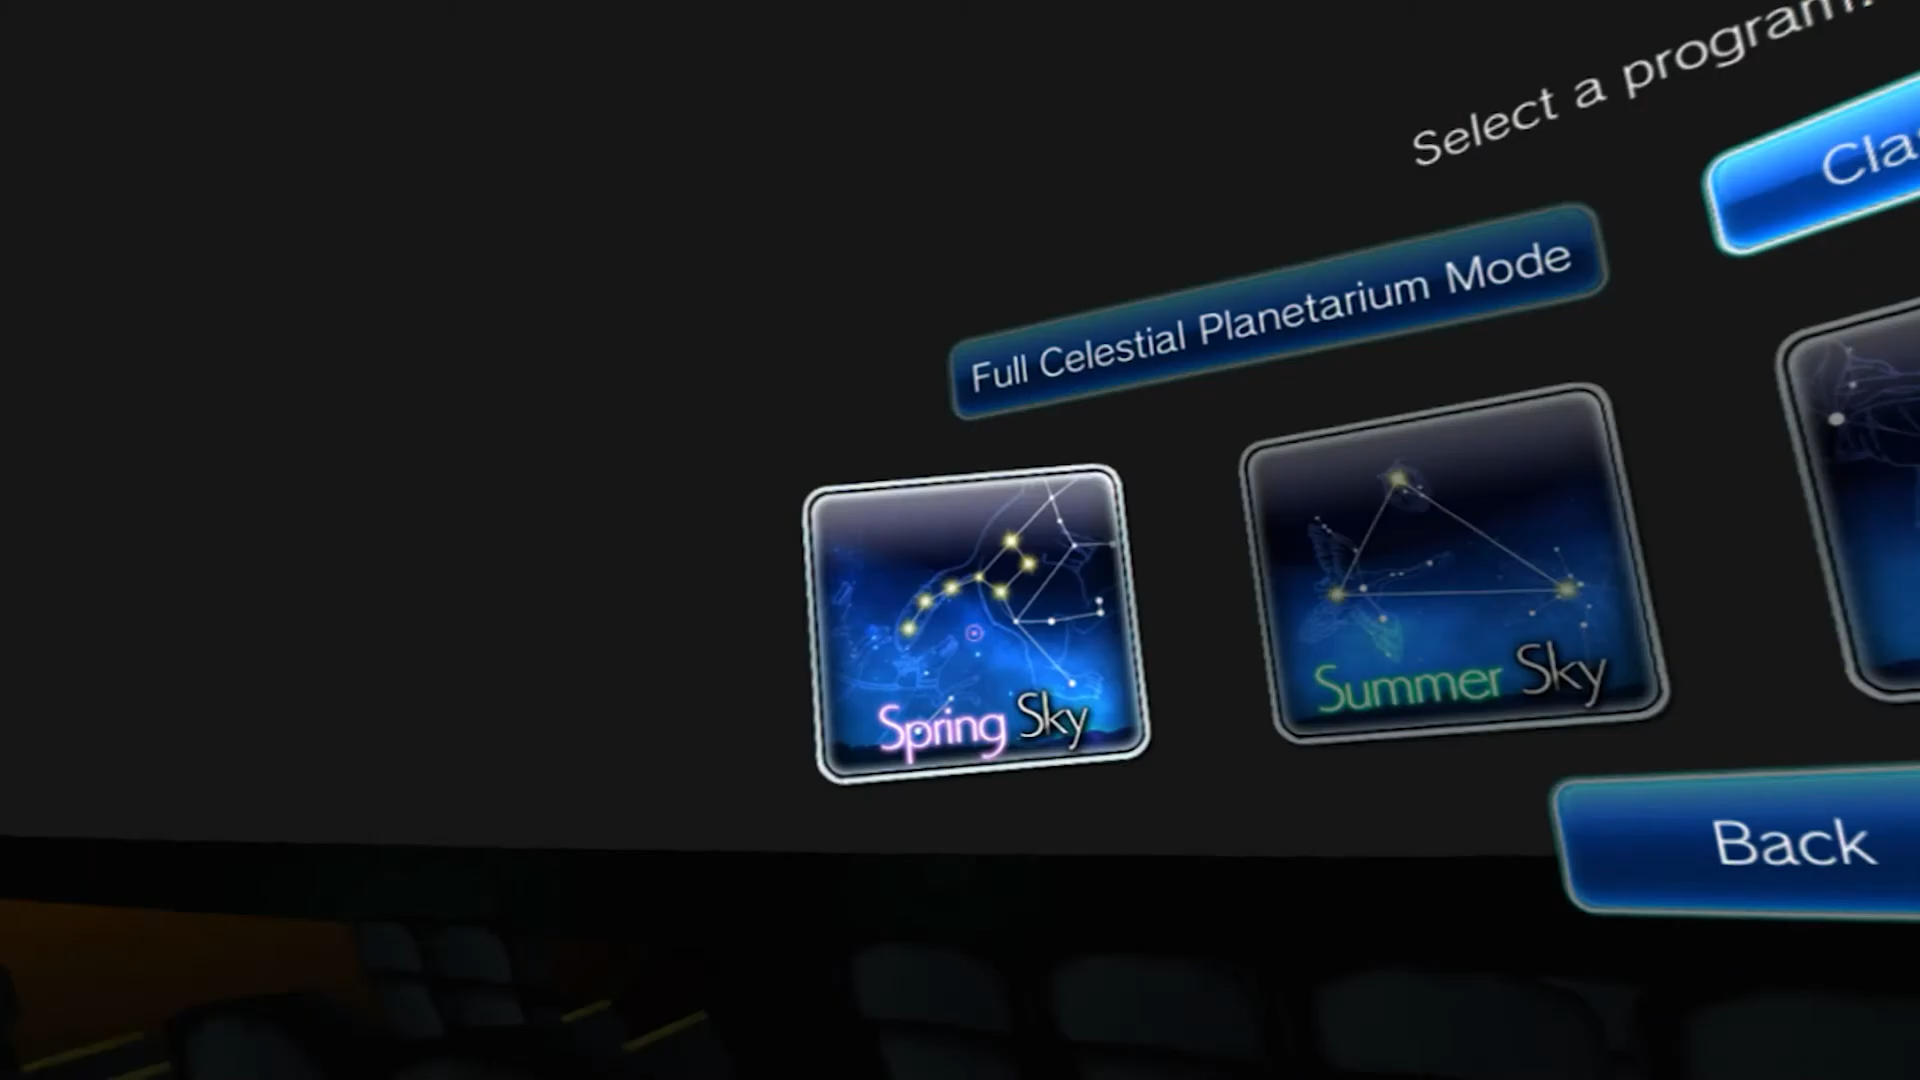 Select a program.
Full Celestial Planetarium Mode
Spring Sky
Summer Sky
Back